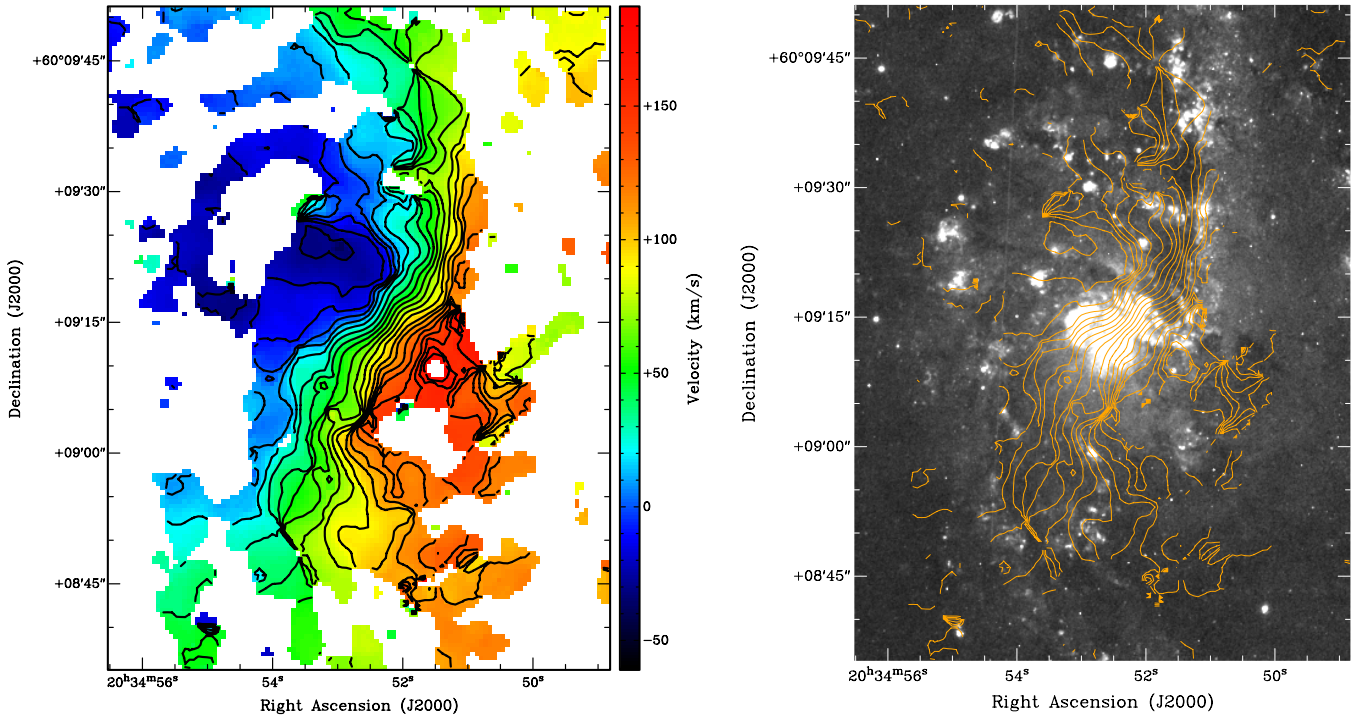 Declination (J2000)
+60°09'45"
+09'30"
+09'15"
+09'00"
+08'45"
20h34m56s
54s
52s
50s
Right Ascension (J2000)
+150
+100
+50
0
−50
Velocity (km/s)
Declination (J2000)
+60°09'45"
+09'30"
+09'15"
+09'00"
+08'45"
20h34m56s
54s
52s
50s
Right Ascension (J2000)